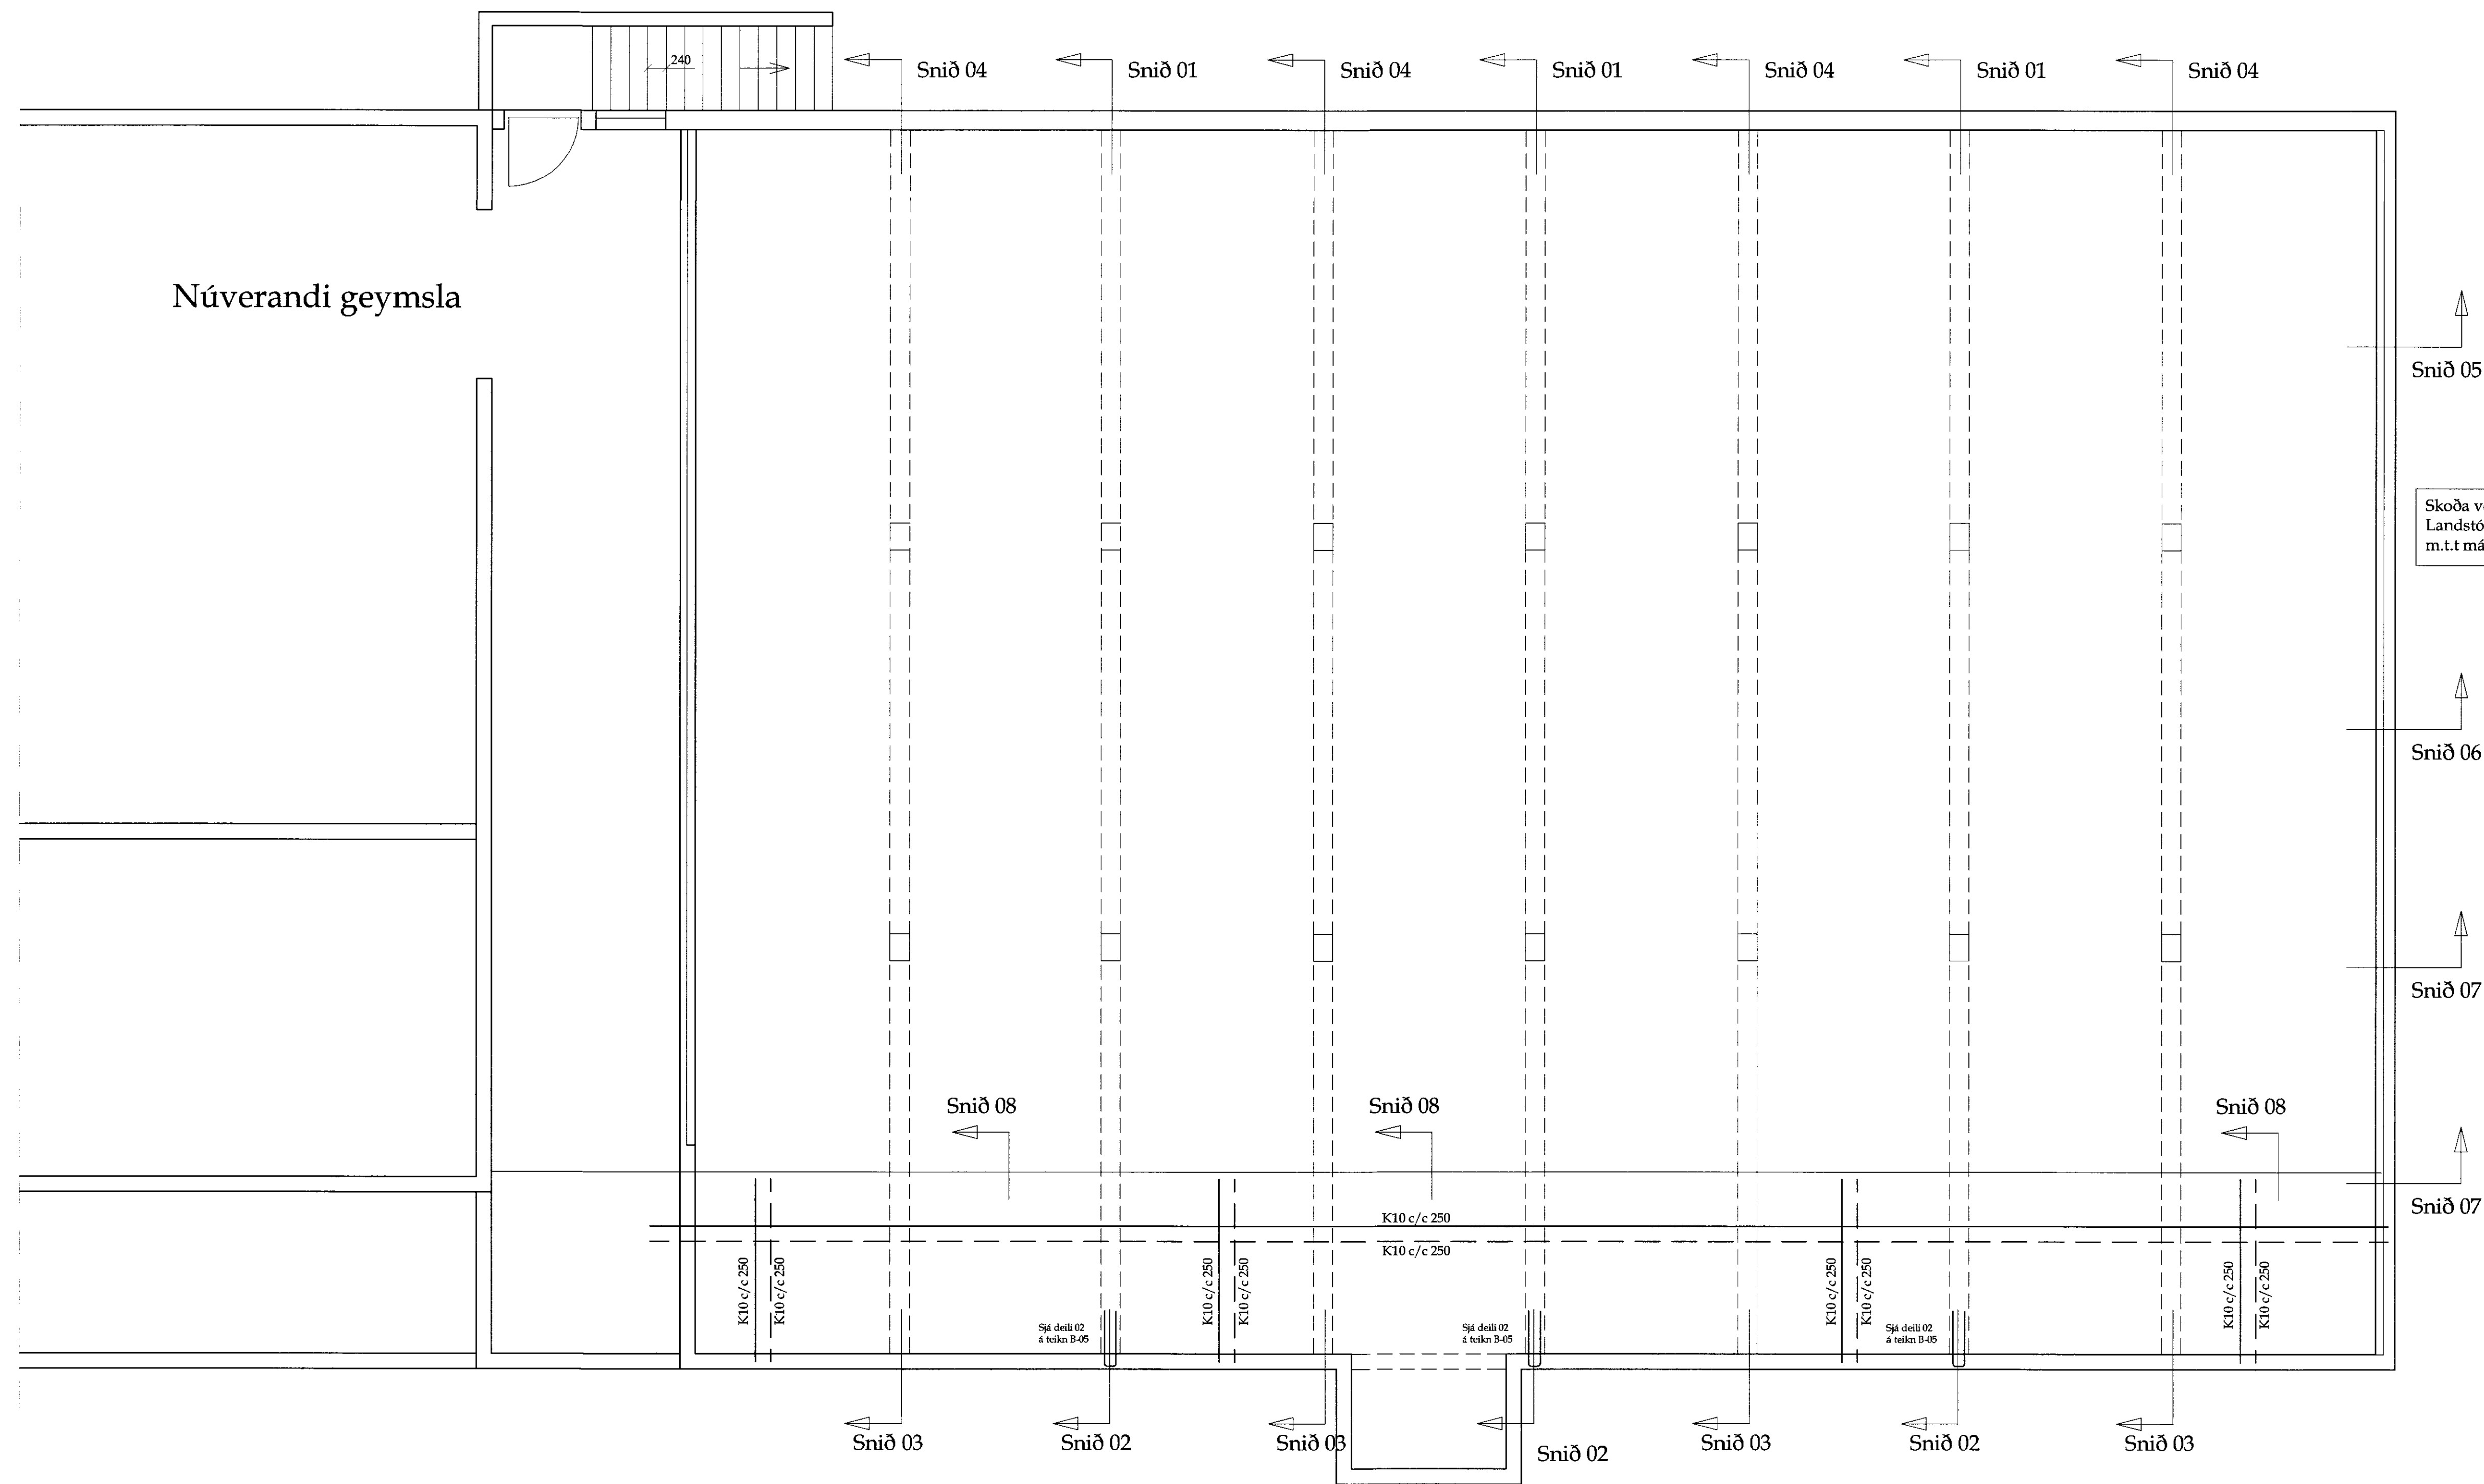 240
Snið 04
Snið 01
Snið 04
Snið 01
Snið 04
Snið 01
Snið 04
Núverandi geymsla
Snið 05
Skoða
Landstó
m.t.t má
Snið 06
Snið 07
Snið 08
Snið 08
Snið 08
Snið 07
K10 c/c 250
K10 c/c 250
K10 c/c 250
K10 c/c 250
K10 c/c 250
K10 c/c 250
K10 c/c 250
K10 c/c 250
K10 c/c 250
K10 c/c 250
Sjá deili 02
á teikn B-05
Sjá deili 02
á teikn B-05
Sjá deili 02
á teikn B-05
Snið 03
Snið 02
Snið 03
Snið 02
Snið 03
Snið 02
Snið 03